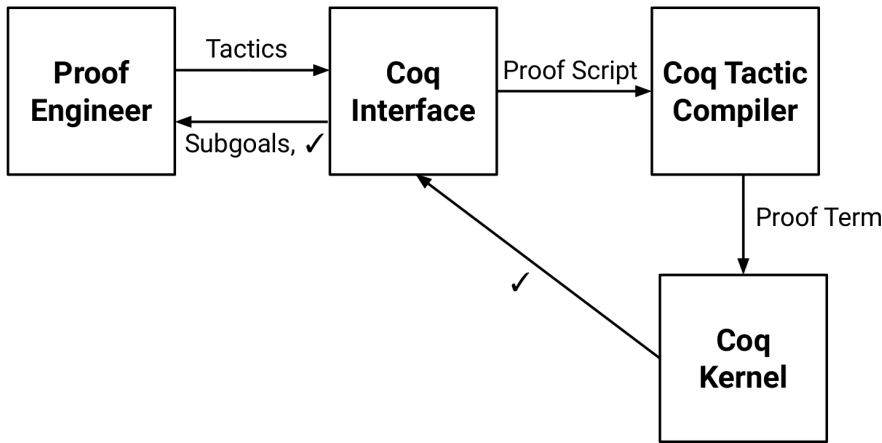 Proof
Engineer
Tactics
Subgoals, ✓
Coq
Interface
Proof Script
Coq Tactic
Compiler
Proof Term
✓
Coq
Kernel